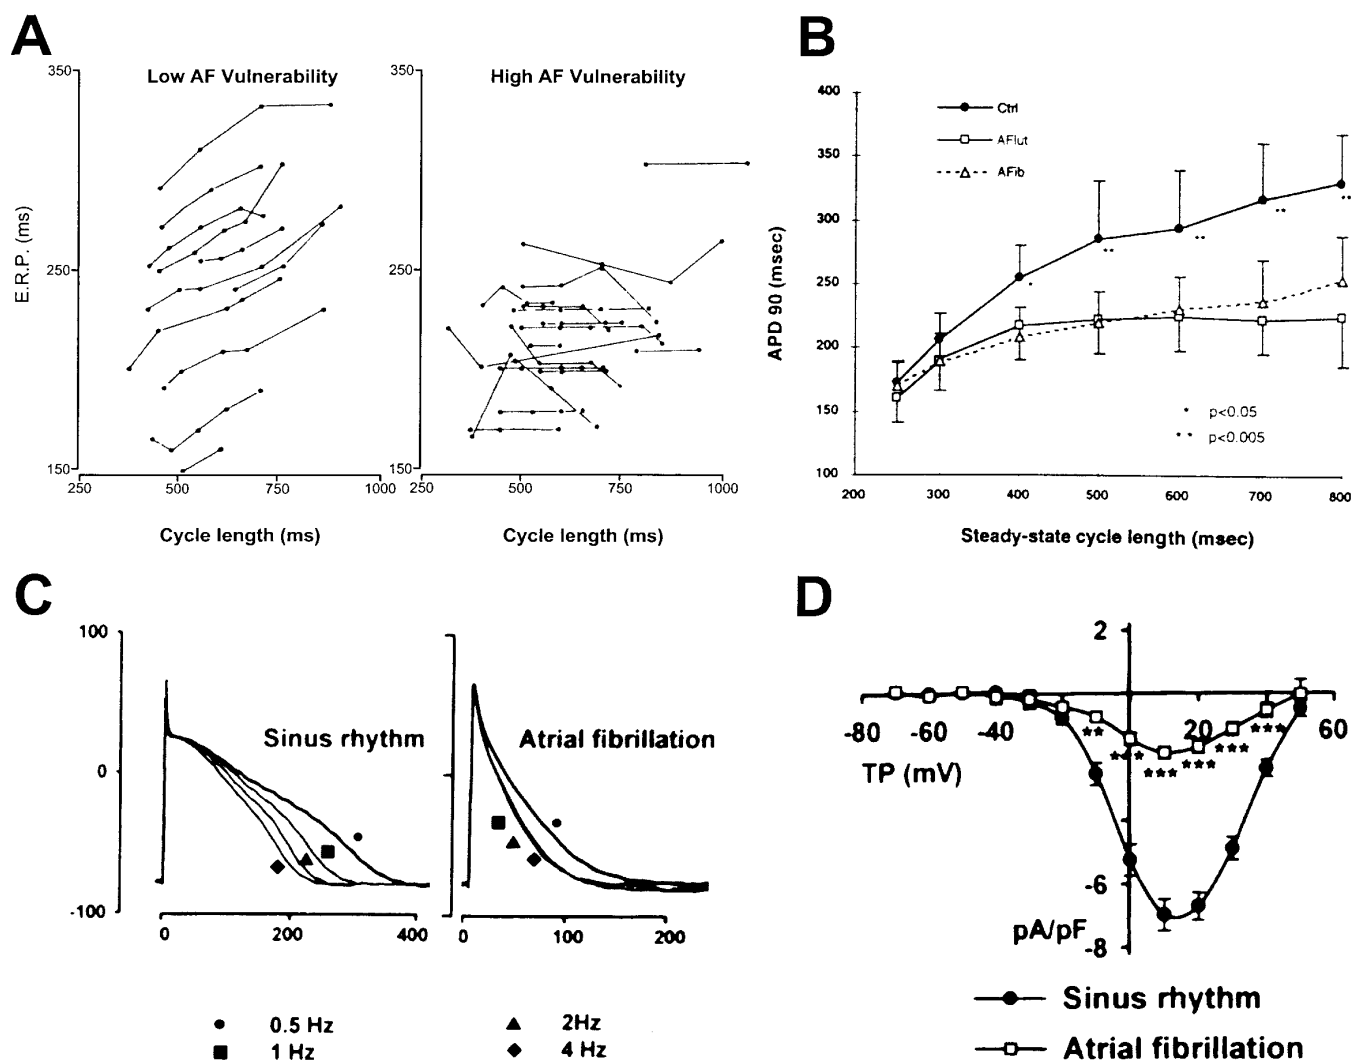 A
Low AF Vulnerability
High AF Vulnerability
350
250
150
E.R.P. (ms)
250 500 750 1000
Cycle length (ms)
350
250
150
250 500 750 1000
Cycle length (ms)
B
400
350
300
250
200
150
100
APD 90 (msec)
Ctrl
AFlut
AFib
* p<0.05
** p<0.005
200 300 400 500 600 700 800
Steady-state cycle length (msec)
C
100
0
-100
Sinus rhythm
Atrial fibrillation
0 200 400
0 100 200
0.5 Hz
1 Hz
2Hz
4 Hz
D
2
-80 -60 -40 20 60
TP (mV)
** *** *** *** *** ***
-6
pA/pF
-8
Sinus rhythm
Atrial fibrillation